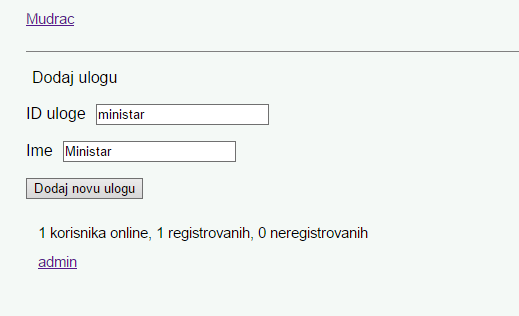 Mudrac
Dodaj ulogu
ID uloge ministar
Ime Ministar
Dodaj novu ulogu
1 korisnika online, 1 registrovanih, 0 neregistrovanih
admin